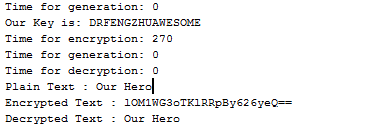 Time for generation: 0
Our Key is: DRFENGZHUAWESOME
Time for encryption: 270
Time for generation: 0
Time for decryption: 0
Plain Text : Our Hero
Encrypted Text : lOM1WG3oTKlRRpBy626yeQ==
Decrypted Text : Our Hero